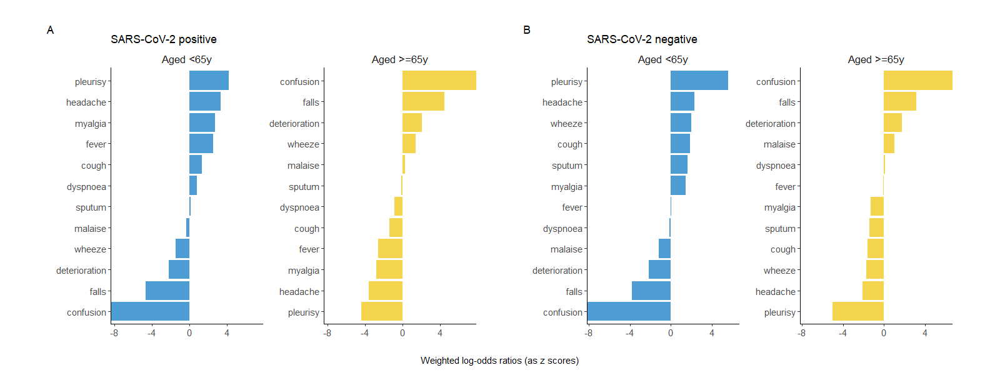 A
SARS-CoV-2 positive
Aged <65y
pleurisy
headache
myalgia
fever
cough
dyspnoea
sputum
malaise
wheeze
deterioration
falls
confusion
-8 -4 0 4
Aged >=65y
confusion
falls
deterioration
wheeze
malaise
sputum
dyspnoea
cough
fever
myalgia
headache
pleurisy
-8 -4 0 4
B
SARS-CoV-2 negative
Aged <65y
pleurisy
headache
wheeze
cough
sputum
myalgia
fever
dyspnoea
malaise
deterioration
falls
confusion
-8 -4 0 4
Aged >=65y
confusion
falls
deterioration
malaise
dyspnoea
fever
myalgia
sputum
cough
wheeze
headache
pleurisy
-8 -4 0 4
Weighted log-odds ratios (as z scores)